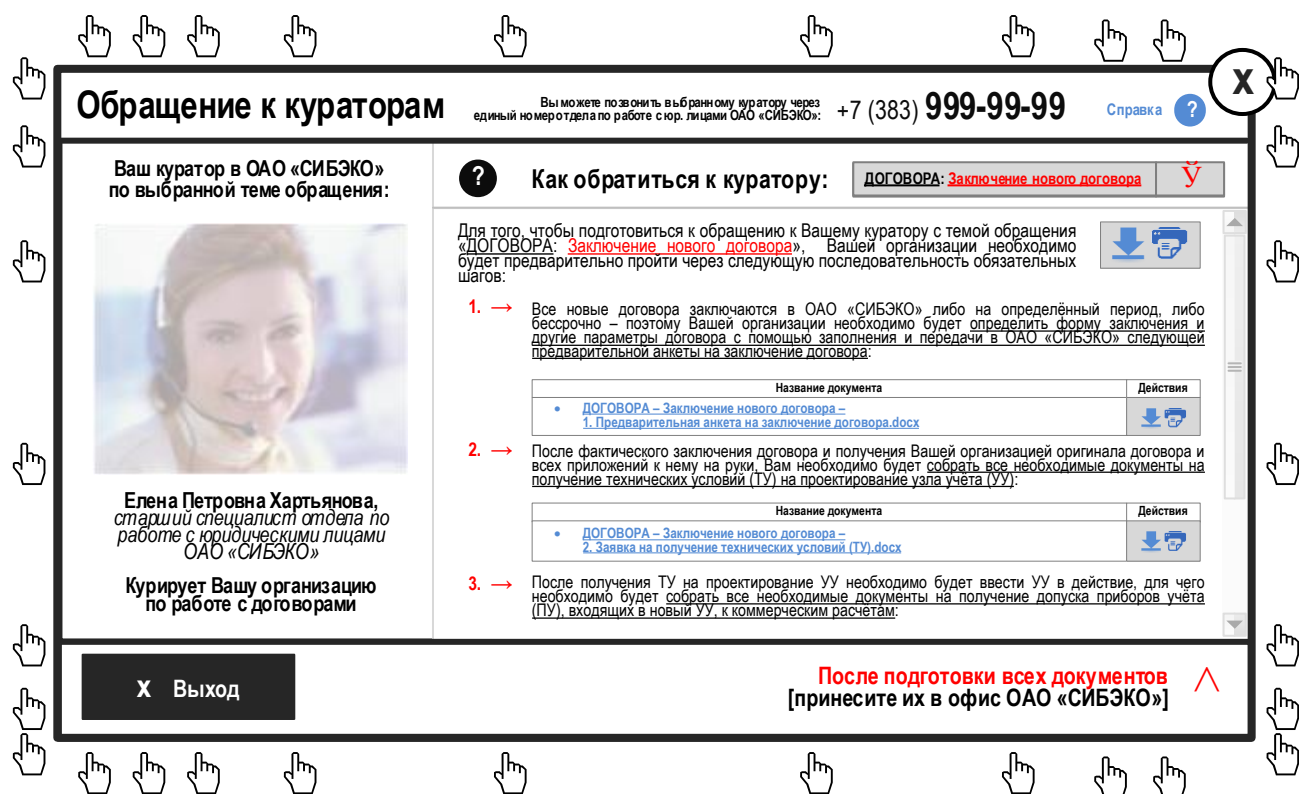 X
Обращение к кураторам
Вы можете позвонить выбранному куратору через
единый номер отдела по работе с юр. лицами ОАО «СИБЭКО»:
+7 (383) 999-99-99
Справка ?
Ваш куратор в ОАО «СИБЭКО»
по выбранной теме обращения:
Елена Петровна Хартьянова,
старший специалист отдела по
работе с юридическими лицами
ОАО «СИБЭКО»
Курирует Вашу организацию
по работе с договорами
? Как обратиться к куратору:
ДОГОВОРА: Заключение нового договора
Для того, чтобы подготовиться к обращению к Вашему куратору с темой обращения
«ДОГОВОРА: Заключение нового договора», Вашей организации необходимо
будет предварительно пройти через следующую последовательность обязательных
шагов:
1. → Все новые договора заключаются в ОАО «СИБЭКО» либо на определённый период, либо
бессрочно – поэтому Вашей организации необходимо будет определить форму заключения и
другие параметры договора с помощью заполнения и передачи в ОАО «СИБЭКО» следующей
предварительной анкеты на заключение договора:
Название документа Действия
• ДОГОВОРА – Заключение нового договора –
1. Предварительная анкета на заключение договора.docx
2. → После фактического заключения договора и получения Вашей организацией оригинала договора и
всех приложений к нему на руки, Вам необходимо будет собрать все необходимые документы на
получение технических условий (ТУ) на проектирование узла учёта (УУ):
Название документа Действия
• ДОГОВОРА – Заключение нового договора –
2. Заявка на получение технических условий (ТУ).docx
3. → После получения ТУ на проектирование УУ необходимо будет ввести УУ в действие, для чего
необходимо будет собрать все необходимые документы на получение допуска приборов учёта
(ПУ), входящих в новый УУ, к коммерческим расчетам:
X Выход
После подготовки всех документов
[принесите их в офис ОАО «СИБЭКО»]